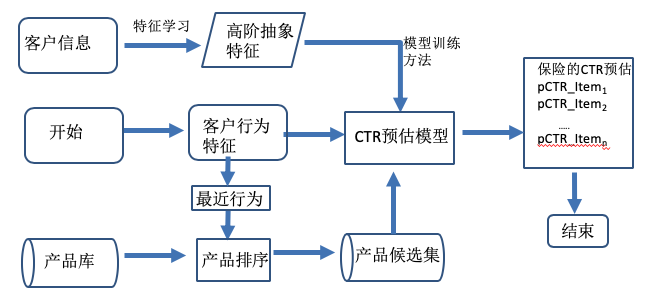 客户信息
特征学习
高阶抽象
特征
模型训练
方法
保险的CTR预估
pCTR_Item1
pCTR_Item2
.....
pCTR_Itemn
开始
客户行为
特征
CTR预估模型
最近行为
结束
产品库
产品排序
产品候选集